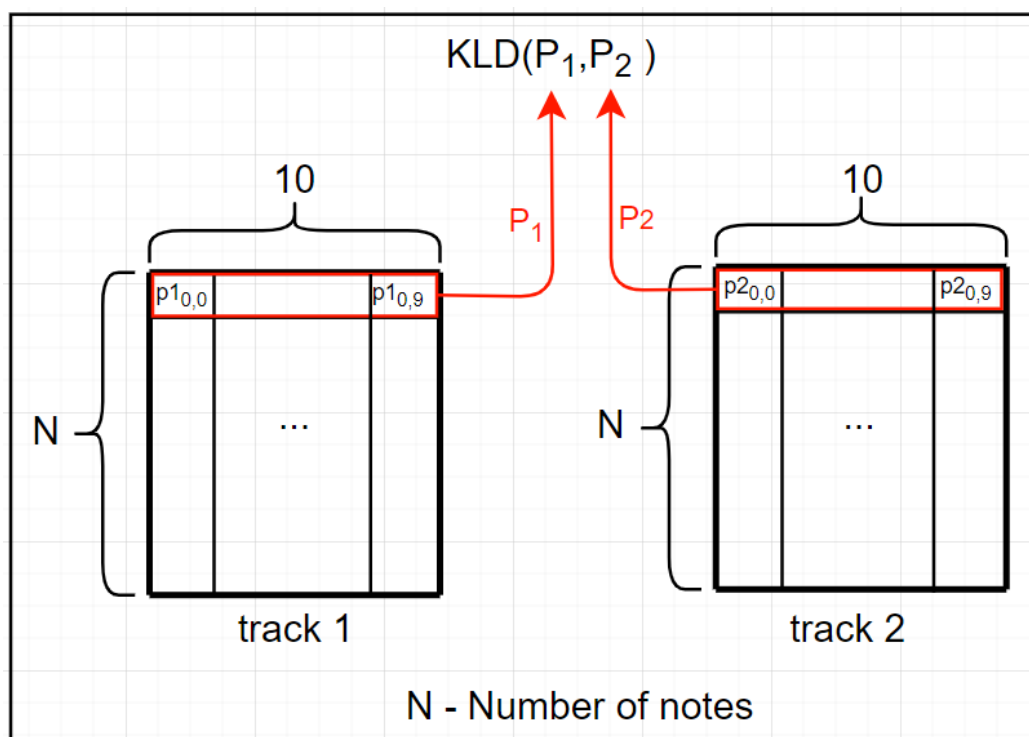 KLD(P₁,P₂ )
10
10
P₁
P2
p1₀,₀
p1₀,₉
p2₀,₀
p2₀,₉
N
...
N
...
track 1
track 2
N - Number of notes